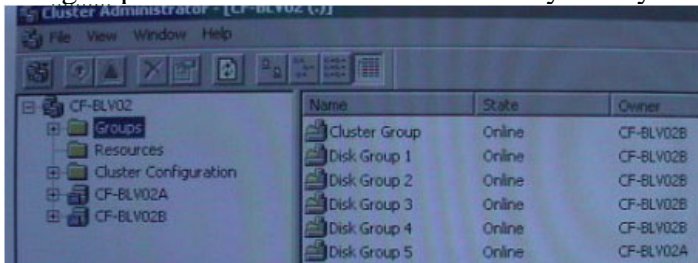 Cluster Administrator - [CF-BLV02 (.)]
File View Window Help
CF-BLV02
Groups
Resources
Cluster Configuration
CF-BLV02A
CF-BLV02B
Name State Owner
Cluster Group Online CF-BLV02B
Disk Group 1 Online CF-BLV02B
Disk Group 2 Online CF-BLV02B
Disk Group 3 Online CF-BLV02B
Disk Group 4 Online CF-BLV02B
Disk Group 5 Online CF-BLV02A